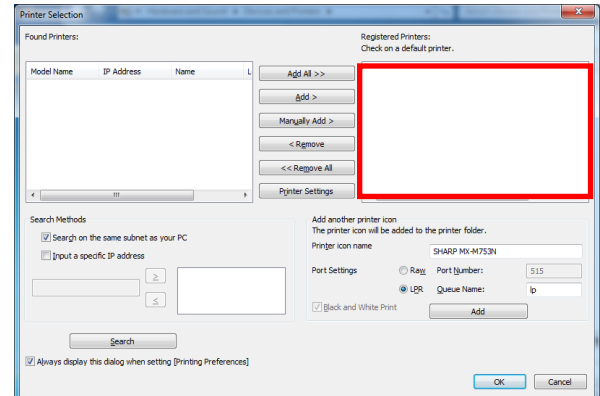 Printer Selection
Found Printers:
Registered Printers:
Check on a default printer.
Model Name IP Address Name L
Add All >>
Add >
Manually Add >
< Remove
<< Remove All
Printer Settings
Search Methods
Search on the same subnet as your PC
Input a specific IP address
≥
≤
Search
Always display this dialog when setting [Printing Preferences]
Add another printer icon
The printer icon will be added to the printer folder.
Printer icon name SHARP MX-M753N
Port Settings Raw Port Number: 515
LPR Queue Name: lp
Black and White Print Add
OK Cancel